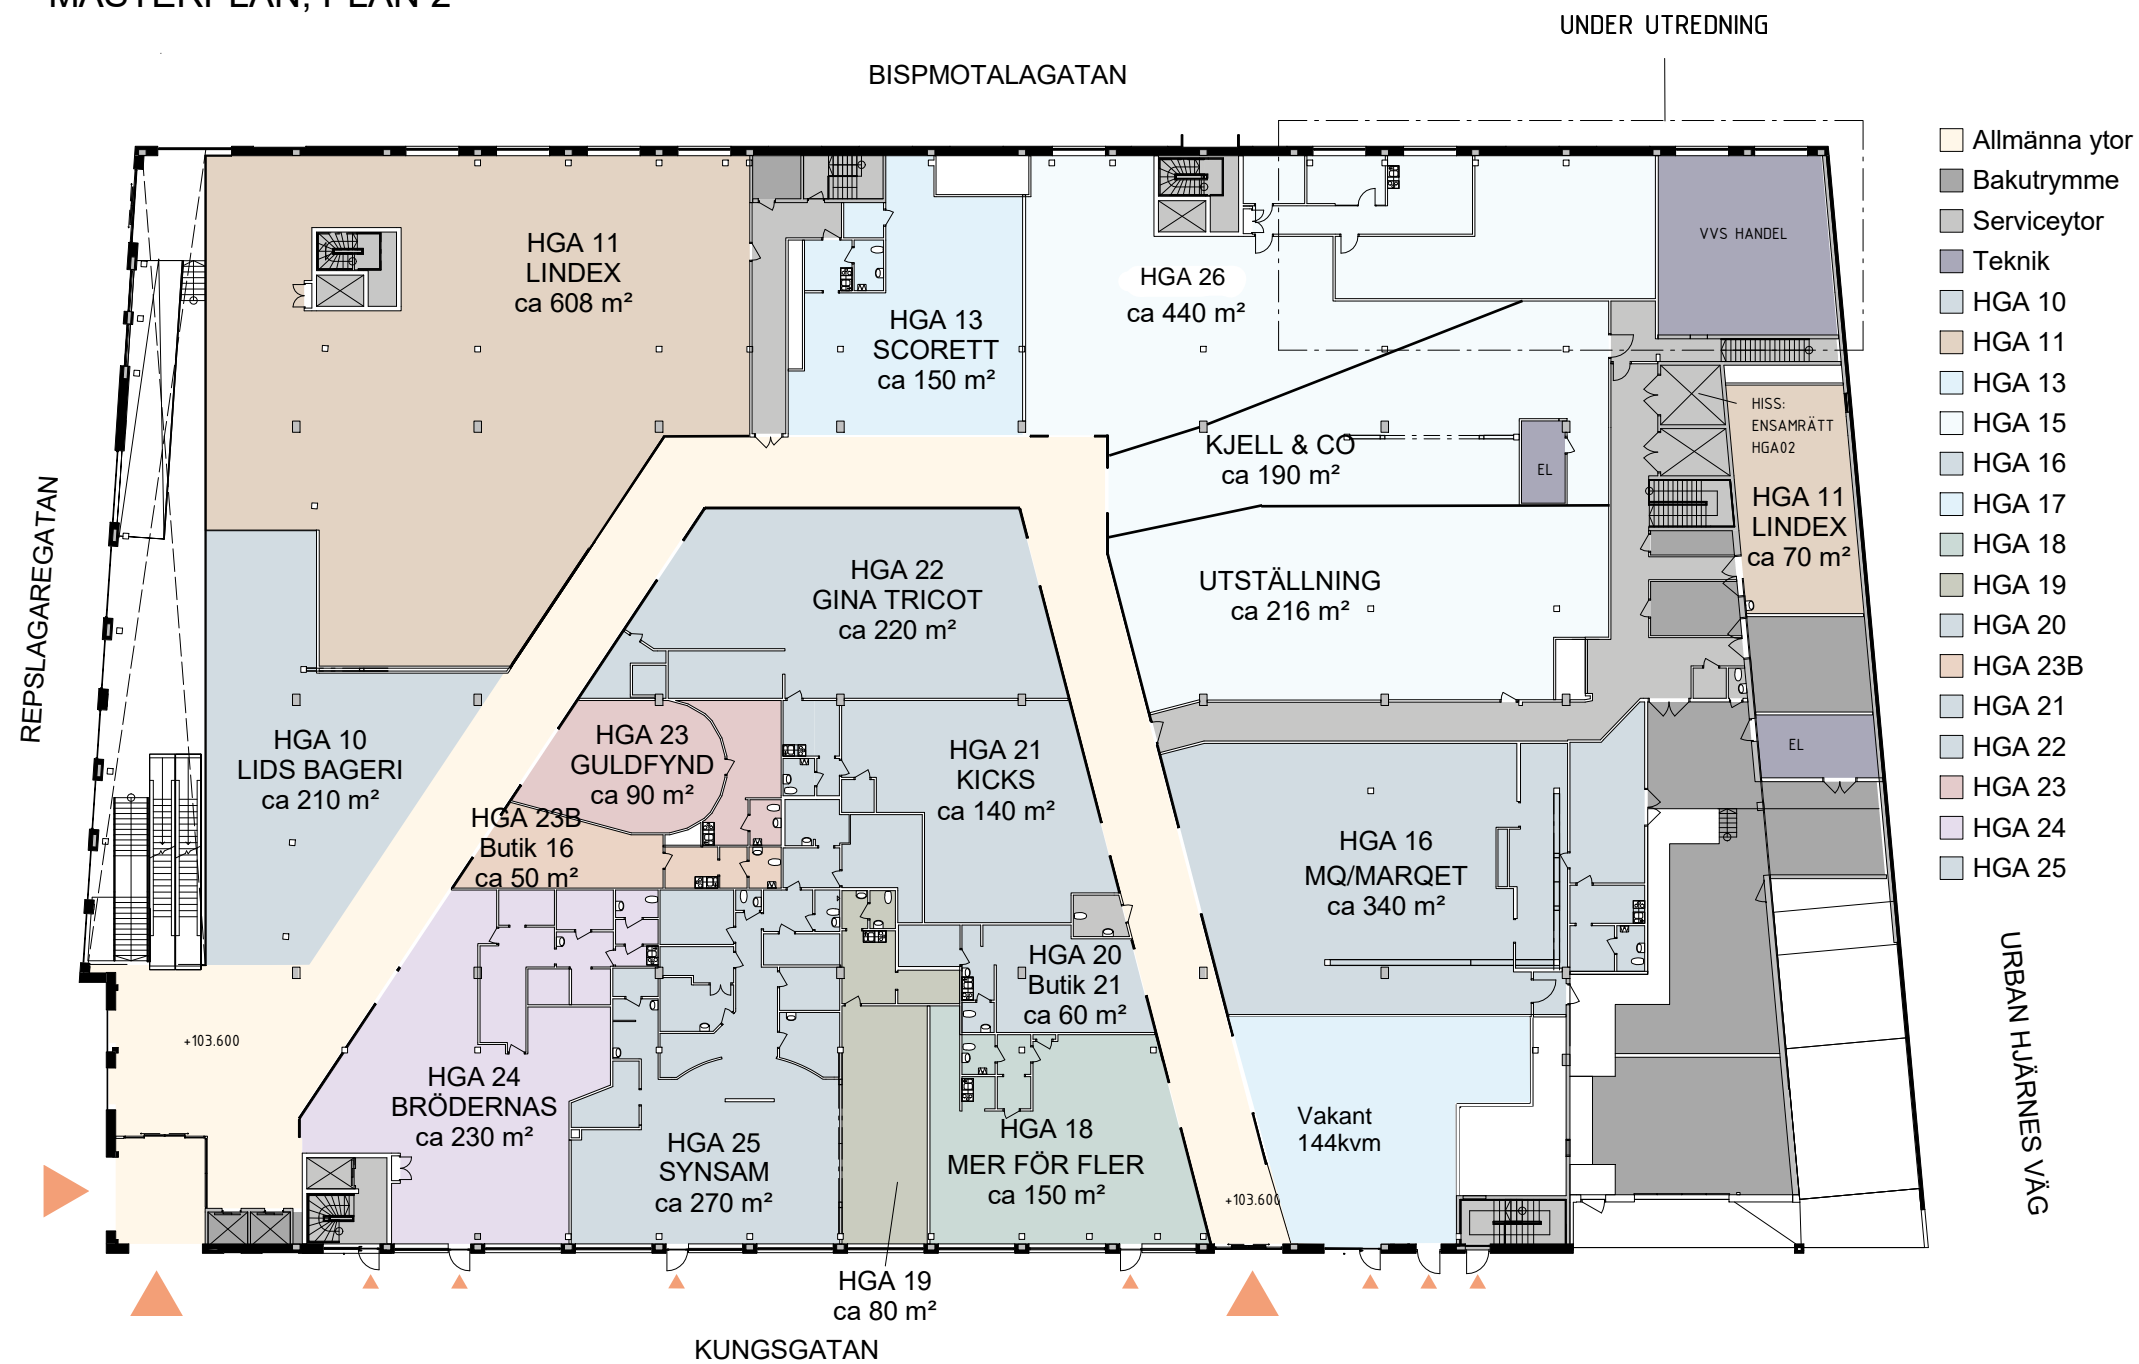 MASTERPLAN, PLAN 2
UNDER UTREDNING
BISPMOTALAGATAN
Allmänna ytor
Bakutrymme
Serviceytor
Teknik
HGA 10
HGA 11
HGA 13
HGA 15
HGA 16
HGA 17
HGA 18
HGA 19
HGA 20
HGA 23B
HGA 21
HGA 22
HGA 23
HGA 24
HGA 25
HGA 11
LINDEX
ca 608 m²
HGA 13
SCORETT
ca 150 m²
HGA 26
ca 440 m²
VVS HANDEL
HISS:
ENSAMRÄTT
HGA02
KJELL & CO
ca 190 m²
EL
HGA 11
LINDEX
ca 70 m²
REPSLAGAREGATAN
HGA 22
GINA TRICOT
ca 220 m²
UTSTÄLLNING
ca 216 m²
HGA 10
LIDS BAGERI
ca 210 m²
HGA 23
GULDFYND
ca 90 m²
HGA 21
KICKS
ca 140 m²
EL
HGA 23B
Butik 16
ca 50 m²
HGA 16
MQ/MARQET
ca 340 m²
HGA 20
Butik 21
ca 60 m²
URBAN HJÄRNES VÄG
+103.600
HGA 24
BRÖDERNAS
ca 230 m²
HGA 25
SYNSAM
ca 270 m²
HGA 18
MER FÖR FLER
ca 150 m²
Vakant
144kvm
+103.600
HGA 19
ca 80 m²
KUNGSGATAN